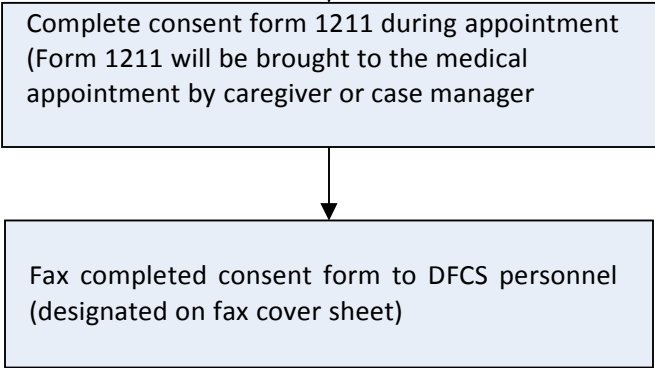 Complete consent form 1211 during appointment
(Form 1211 will be brought to the medical
appointment by caregiver or case manager
Fax completed consent form to DFCS personnel
(designated on fax cover sheet)